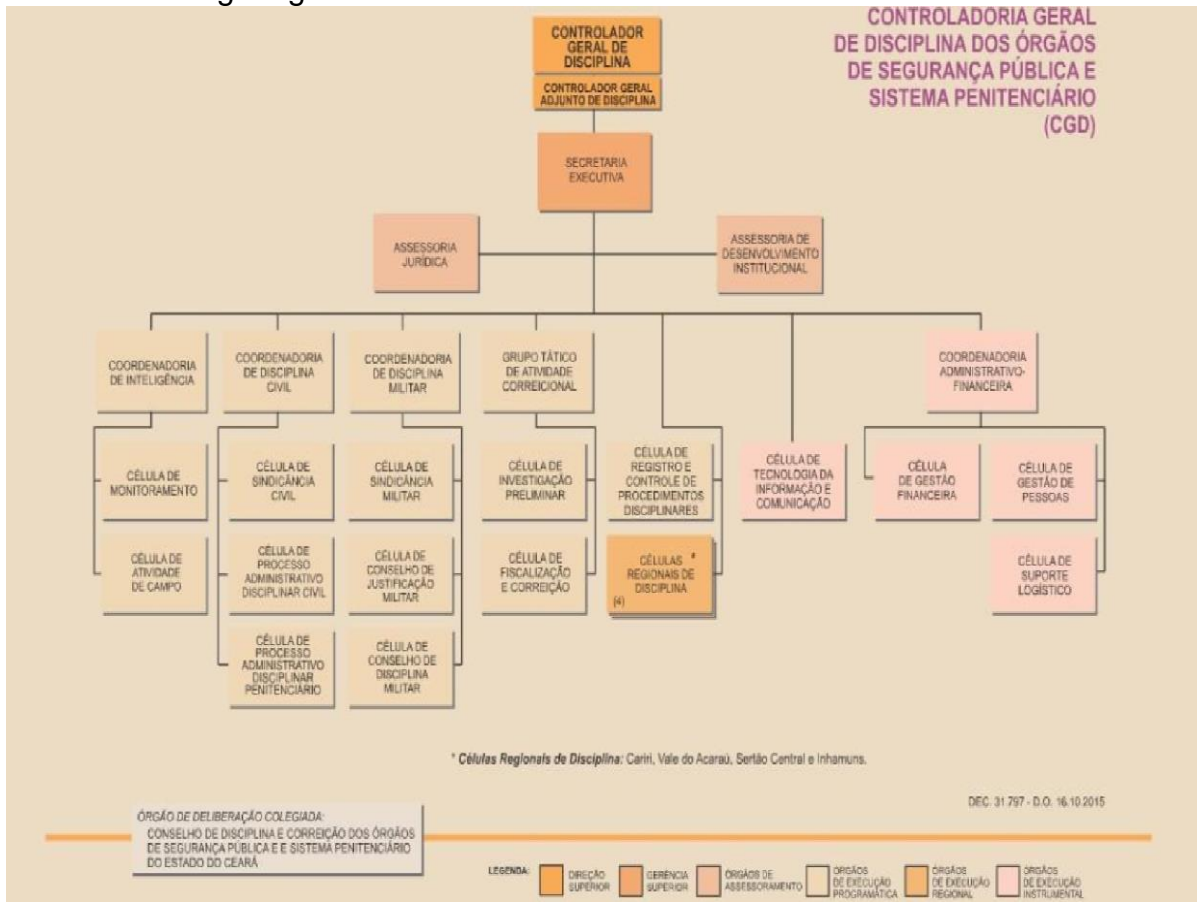 CONTROLADORIA GERAL
DE DISCIPLINA DOS ÓRGÃOS
DE SEGURANÇA PÚBLICA E
SISTEMA PENITENCIÁRIO
(CGD)
CONTROLADOR
GERAL DE
DISCIPLINA
CONTROLADOR GERAL
ADJUNTO DE DISCIPLINA
SECRETARIA
EXECUTIVA
ASSESSORIA
JURÍDICA
ASSESSORIA DE
DESENVOLVIMENTO
INSTITUCIONAL
COORDENADORIA
DE INTELIGÊNCIA
COORDENADORIA
DE DISCIPLINA
CIVIL
COORDENADORIA
DE DISCIPLINA
MILITAR
GRUPO TÁTICO
DE ATIVIDADE
CORREICIONAL
COORDENADORIA
ADMINISTRATIVO-
FINANCEIRA
CÉLULA DE
MONITORAMENTO
CÉLULA DE
SINDICÂNCIA
CIVIL
CÉLULA DE
SINDICÂNCIA
MILITAR
CÉLULA DE
INVESTIGAÇÃO
PRELIMINAR
CÉLULA DE
REGISTRO E
CONTROLE DE
PROCEDIMENTOS
DISCIPLINARES
CÉLULA DE
TECNOLOGIA DA
INFORMAÇÃO E
COMUNICAÇÃO
CÉLULA
DE GESTÃO
FINANCEIRA
CÉLULA DE
GESTÃO DE
PESSOAS
CÉLULA DE
ATIVIDADE
DE CAMPO
CÉLULA DE
PROCESSO
ADMINISTRATIVO
DISCIPLINAR CIVIL
CÉLULA DE
CONSELHO DE
JUSTIFICAÇÃO
MILITAR
CÉLULA DE
FISCALIZAÇÃO
E CORREIÇÃO
CÉLULAS *
REGIONAIS DE
DISCIPLINA
(4)
CÉLULA DE
SUPORTE
LOGÍSTICO
CÉLULA DE
PROCESSO
ADMINISTRATIVO
DISCIPLINAR
PENITENCIÁRIO
CÉLULA DE
CONSELHO DE
DISCIPLINA
MILITAR
* Células Regionais de Disciplina: Cariri, Vale do Acaraú, Sertão Central e Inhamuns.
DEC. 31.797 - D.O. 16.10.2015
ÓRGÃO DE DELIBERAÇÃO COLEGIADA:
CONSELHO DE DISCIPLINA E CORREIÇÃO DOS ÓRGÃOS
DE SEGURANÇA PÚBLICA E E SISTEMA PENITENCIÁRIO
DO ESTADO DO CEARÁ
LEGENDA:
DIREÇÃO
SUPERIOR
GERÊNCIA
SUPERIOR
ÓRGÃOS DE
ASSESSORAMENTO
ÓRGÃOS
DE EXECUÇÃO
PROGRAMÁTICA
ÓRGÃOS
DE EXECUÇÃO
REGIONAL
ÓRGÃOS
DE EXECUÇÃO
INSTRUMENTAL